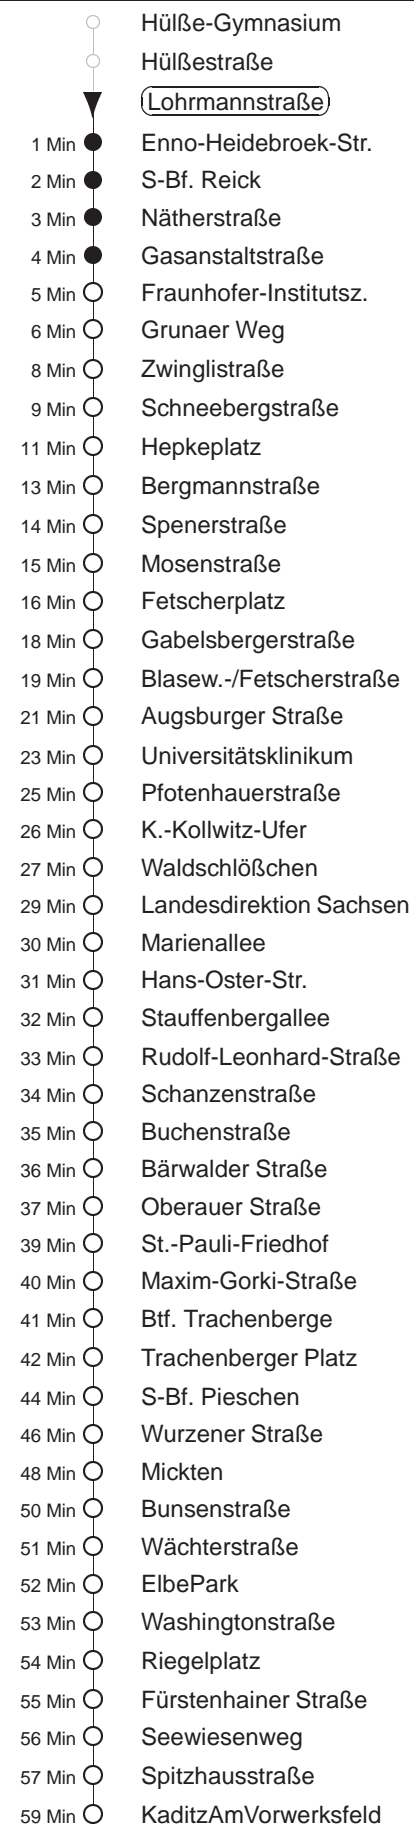 Hülße-Gymnasium
Hülßestraße
Lohrmannstraße
1 Min Enno-Heidebroek-Str.
2 Min S-Bf. Reick
3 Min Nätherstraße
4 Min Gasanstaltstraße
5 Min Fraunhofer-Institutsz.
6 Min Grunaer Weg
8 Min Zwinglistraße
9 Min Schneebergstraße
11 Min Hepkeplatz
13 Min Bergmannstraße
14 Min Spenerstraße
15 Min Mosenstraße
16 Min Fetscherplatz
18 Min Gabelsbergerstraße
19 Min Blasew.-/Fetscherstraße
21 Min Augsburger Straße
23 Min Universitätsklinikum
25 Min Pfotenhauerstraße
26 Min K.-Kollwitz-Ufer
27 Min Waldschlößchen
29 Min Landesdirektion Sachsen
30 Min Marienallee
31 Min Hans-Oster-Str.
32 Min Stauffenbergallee
33 Min Rudolf-Leonhard-Straße
34 Min Schanzenstraße
35 Min Buchenstraße
36 Min Bärwalder Straße
37 Min Oberauer Straße
39 Min St.-Pauli-Friedhof
40 Min Maxim-Gorki-Straße
41 Min Btf. Trachenberge
42 Min Trachenberger Platz
44 Min S-Bf. Pieschen
46 Min Wurzener Straße
48 Min Mickten
50 Min Bunsenstraße
51 Min Wächterstraße
52 Min ElbePark
53 Min Washingtonstraße
54 Min Riegelplatz
55 Min Fürstenhainer Straße
56 Min Seewiesenweg
57 Min Spitzhausstraße
59 Min KaditzAmVorwerksfeld